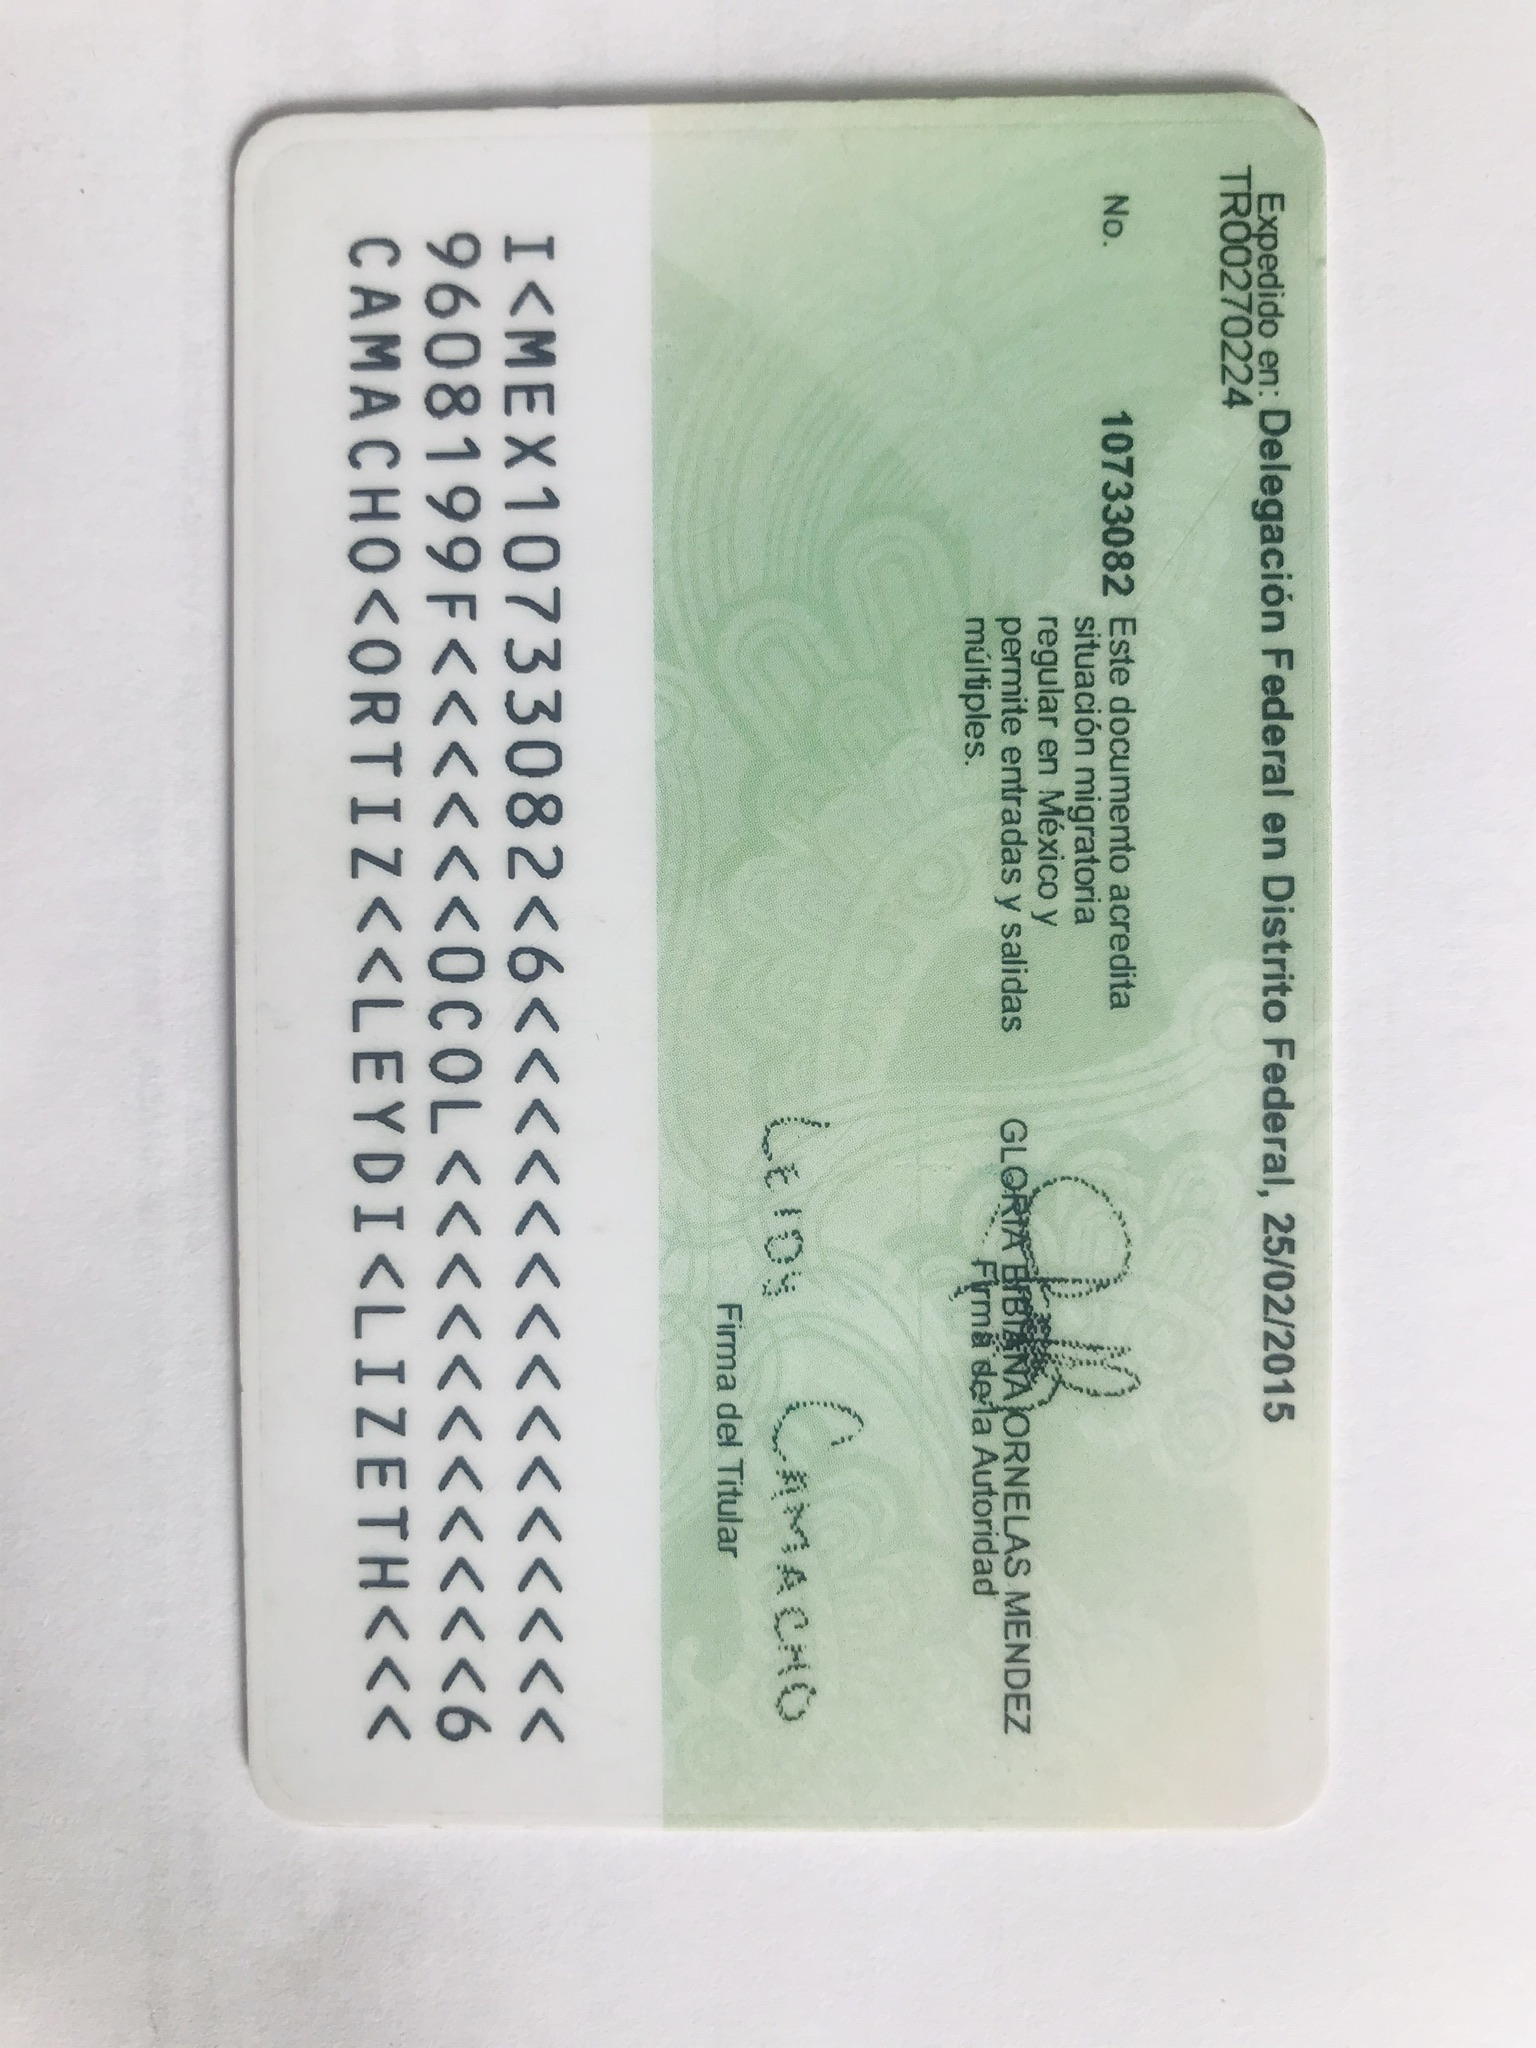 Expedido en: Delegación Federal en Distrito Federal, 25/02/2015
TR00270224
No. 10733082
Este documento acredita
situación migratoria
regular en México y
permite entradas y salidas
múltiples.
GLORIA BIBIANA ORNELAS MENDEZ
Firma de la Autoridad
LEIDY CAMACHO
Firma del Titular
I<MEX10733082<6<<<<<<<<<<<<<<<
9608199F<<<<<<0COL<<<<<<<<<<<6
CAMACHO<ORTIZ<<LEYDI<LIZETH<<<